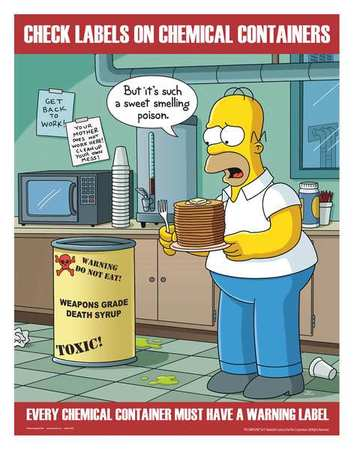 CHECK LABELS ON CHEMICAL CONTAINERS
But it's such
a sweet smelling
poison.
GET
BACK
TO
WORK!
YOUR
MOTHER
DOES NOT
WORK HERE!
CLEAN UP
YOUR OWN
MESS!
WARNING
DO NOT EAT!
WEAPONS GRADE
DEATH SYRUP
TOXIC!
EVERY CHEMICAL CONTAINER MUST HAVE A WARNING LABEL